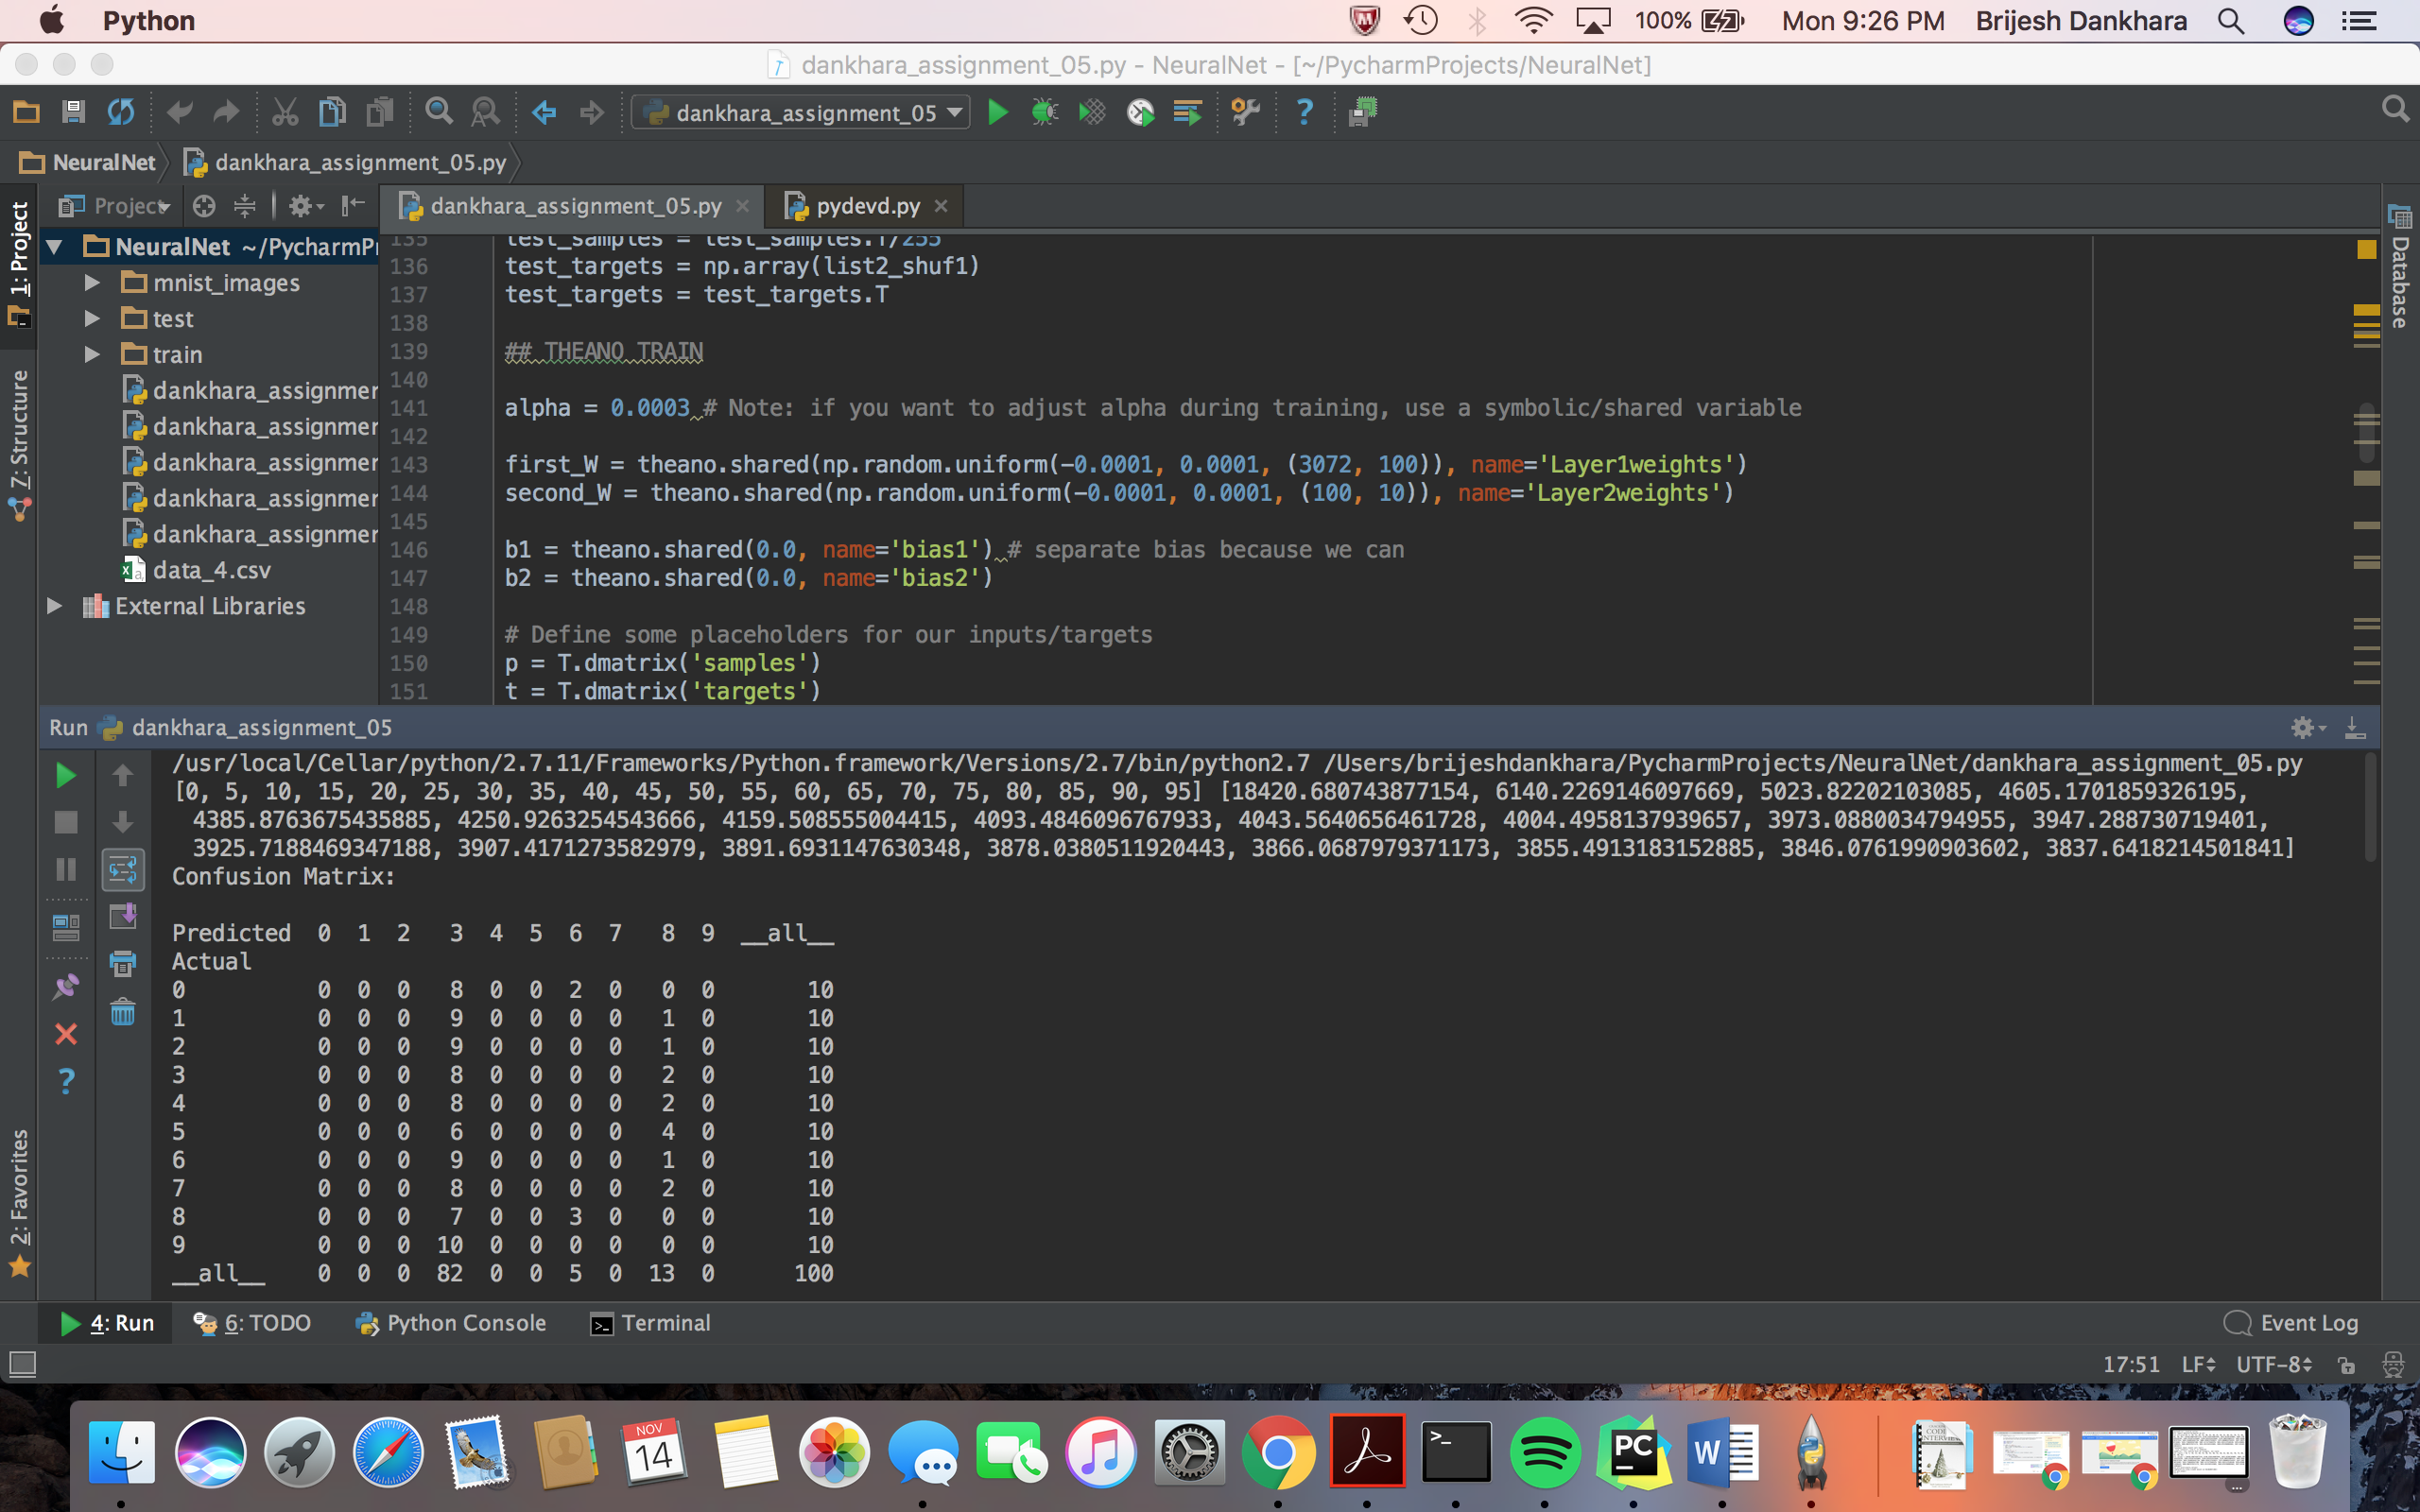 Python
100%
Mon 9:26 PM
Brijesh Dankhara
dankhara_assignment_05.py - NeuralNet - [~/PycharmProjects/NeuralNet]
dankhara_assignment_05
NeuralNet
dankhara_assignment_05.py
Project
dankhara_assignment_05.py
pydevd.py
1: Project
7: Structure
2: Favorites
Database
NeuralNet ~/PycharmPr
mnist_images
test
train
dankhara_assignmer
dankhara_assignmer
dankhara_assignmer
dankhara_assignmer
dankhara_assignmer
data_4.csv
External Libraries
135 test_samples = test_samples.T/255
136 test_targets = np.array(list2_shuf1)
137 test_targets = test_targets.T
138
139 ## THEANO TRAIN
140
141 alpha = 0.0003 # Note: if you want to adjust alpha during training, use a symbolic/shared variable
142
143 first_W = theano.shared(np.random.uniform(-0.0001, 0.0001, (3072, 100)), name='Layer1weights')
144 second_W = theano.shared(np.random.uniform(-0.0001, 0.0001, (100, 10)), name='Layer2weights')
145
146 b1 = theano.shared(0.0, name='bias1') # separate bias because we can
147 b2 = theano.shared(0.0, name='bias2')
148
149 # Define some placeholders for our inputs/targets
150 p = T.dmatrix('samples')
151 t = T.dmatrix('targets')
Run dankhara_assignment_05
/usr/local/Cellar/python/2.7.11/Frameworks/Python.framework/Versions/2.7/bin/python2.7 /Users/brijeshdankhara/PycharmProjects/NeuralNet/dankhara_assignment_05.py
[0, 5, 10, 15, 20, 25, 30, 35, 40, 45, 50, 55, 60, 65, 70, 75, 80, 85, 90, 95] [18420.680743877154, 6140.2269146097669, 5023.82202103085, 4605.1701859326195,
4385.8763675435885, 4250.9263254543666, 4159.508555004415, 4093.4846096767933, 4043.5640656461728, 4004.4958137939657, 3973.0880034794955, 3947.288730719401,
3925.7188469347188, 3907.4171273582979, 3891.6931147630348, 3878.0380511920443, 3866.0687979371173, 3855.4913183152885, 3846.0761990903602, 3837.6418214501841]
Confusion Matrix:
Predicted 0 1 2 3 4 5 6 7 8 9 __all__
Actual
0 0 0 0 8 0 0 2 0 0 0 10
1 0 0 0 9 0 0 0 0 1 0 10
2 0 0 0 9 0 0 0 0 1 0 10
3 0 0 0 8 0 0 0 0 2 0 10
4 0 0 0 8 0 0 0 0 2 0 10
5 0 0 0 6 0 0 0 0 4 0 10
6 0 0 0 9 0 0 0 0 1 0 10
7 0 0 0 8 0 0 0 0 2 0 10
8 0 0 0 7 0 0 3 0 0 0 10
9 0 0 0 10 0 0 0 0 0 0 10
__all__ 0 0 0 82 0 0 5 0 13 0 100
4: Run
6: TODO
Python Console
Terminal
Event Log
17:51
LF
UTF-8
NOV
14
PC
W